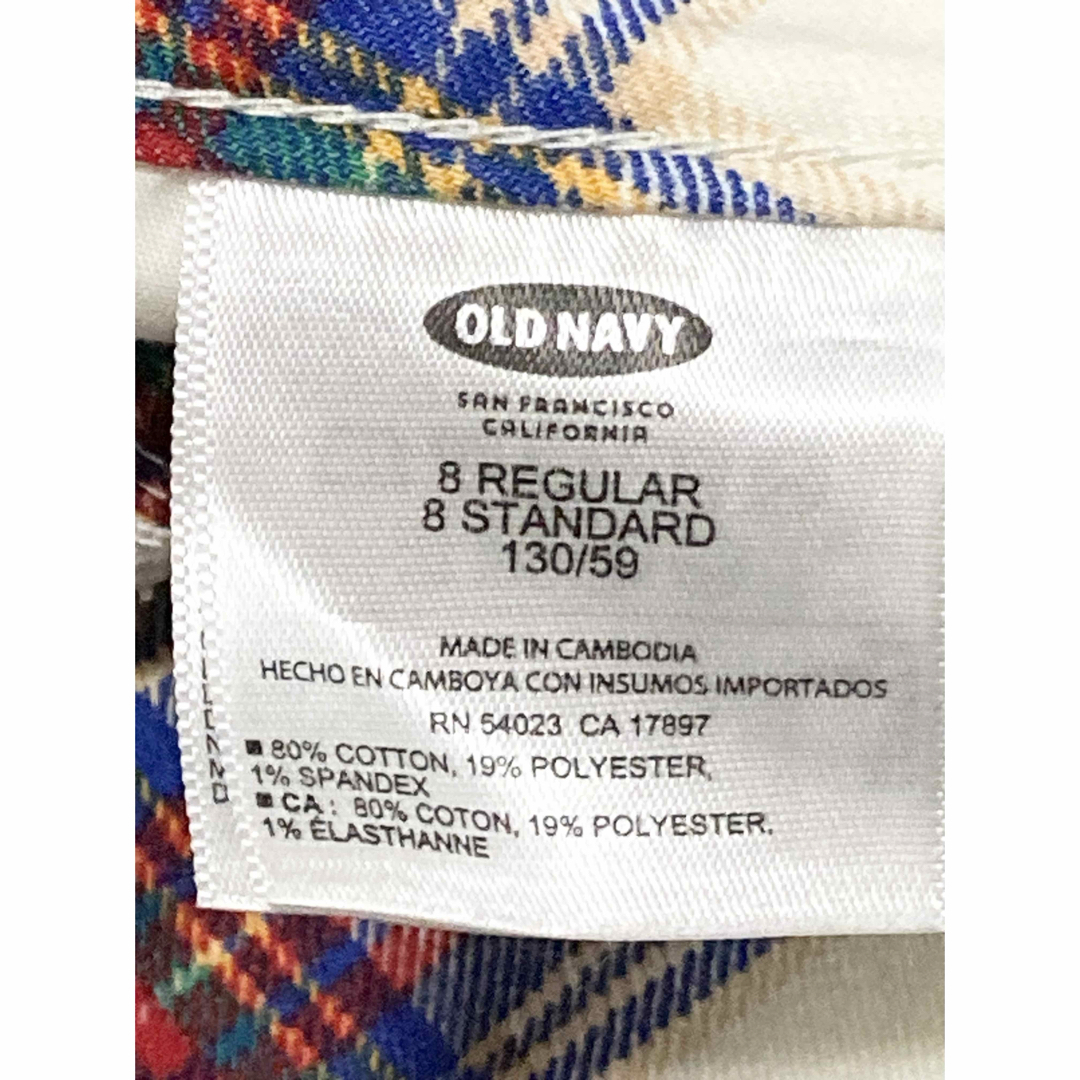 OLD NAVY
SAN FRANCISCO
CALIFORNIA
8 REGULAR
8 STANDARD
130/59
MADE IN CAMBODIA
HECHO EN CAMBOYA CON INSUMOS IMPORTADOS
RN 54023 CA 17897
■ 80% COTTON, 19% POLYESTER,
1% SPANDEX
■ CA: 80% COTON, 19% POLYESTER.
1% ÉLASTHANNE